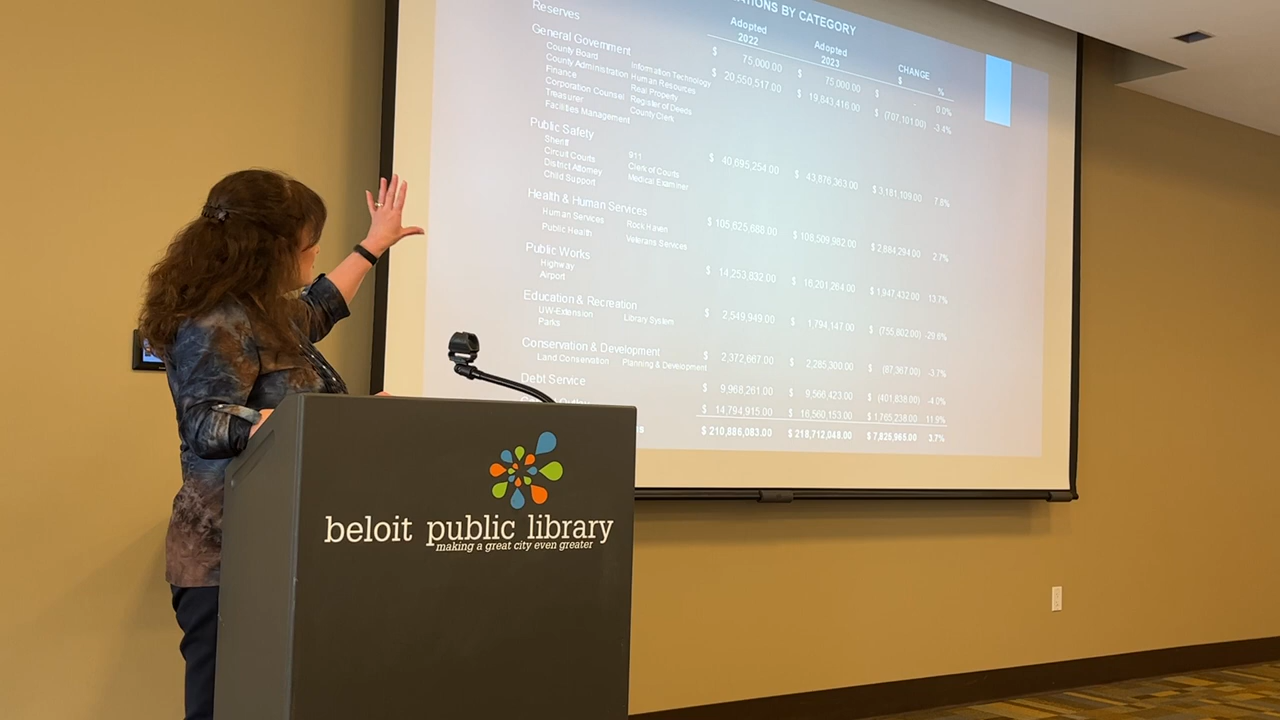 TIONS BY CATEGORY
Adopted 2022 Adopted 2023 CHANGE
$ %
Reserves $ 75,000.00 $ 75,000.00 $ - 0.0%
General Government $ 20,550,517.00 $ 19,843,416.00 $ (707,101.00) -3.4%
County Board Information Technology
County Administration Human Resources
Finance Real Property
Corporation Counsel Register of Deeds
Treasurer County Clerk
Facilities Management
Public Safety $ 40,695,254.00 $ 43,876,363.00 $ 3,181,109.00 7.8%
Sheriff 911
Circuit Courts Clerk of Courts
District Attorney Medical Examiner
Child Support
Health & Human Services $ 105,625,688.00 $ 108,509,982.00 $ 2,884,294.00 2.7%
Human Services Rock Haven
Public Health Veterans Services
Public Works $ 14,253,832.00 $ 16,201,264.00 $ 1,947,432.00 13.7%
Highway
Airport
Education & Recreation $ 2,549,949.00 $ 1,794,147.00 $ (755,802.00) -29.6%
UW-Extension Library System
Parks
Conservation & Development $ 2,372,667.00 $ 2,285,300.00 $ (87,367.00) -3.7%
Land Conservation Planning & Development
Debt Service $ 9,968,261.00 $ 9,566,423.00 $ (401,838.00) -4.0%
$ 14,794,915.00 $ 16,560,153.00 $ 1,765,238.00 11.9%
$ 210,886,083.00 $ 218,712,048.00 $ 7,825,965.00 3.7%
beloit public library
making a great city even greater